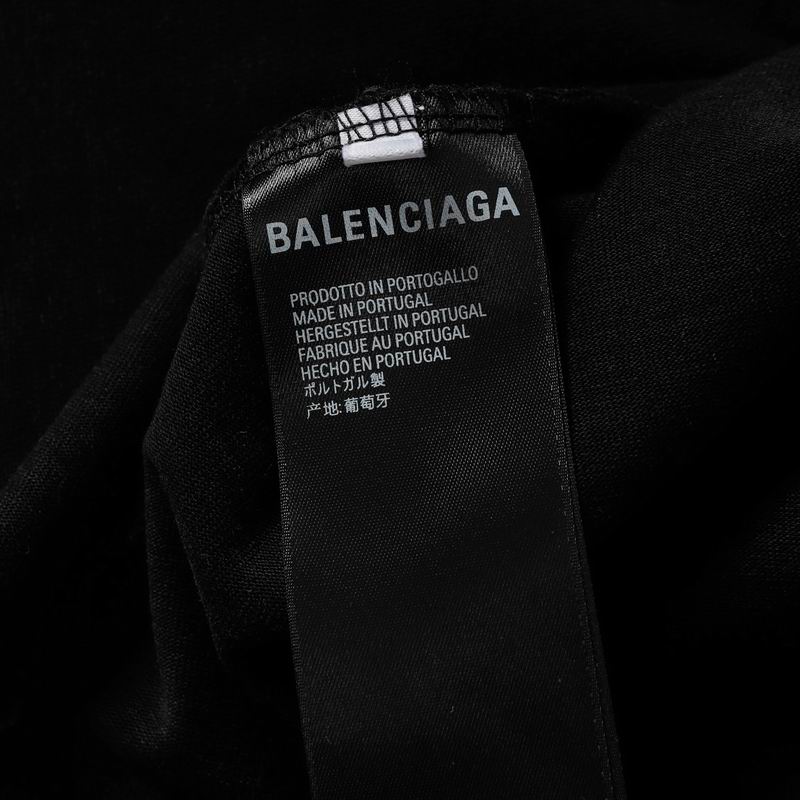 BALENCIAGA
PRODOTTO IN PORTOGALLO
MADE IN PORTUGAL
HERGESTELLT IN PORTUGAL
FABRIQUE AU PORTUGAL
HECHO EN PORTUGAL
ポルトガル製
产地:葡萄牙